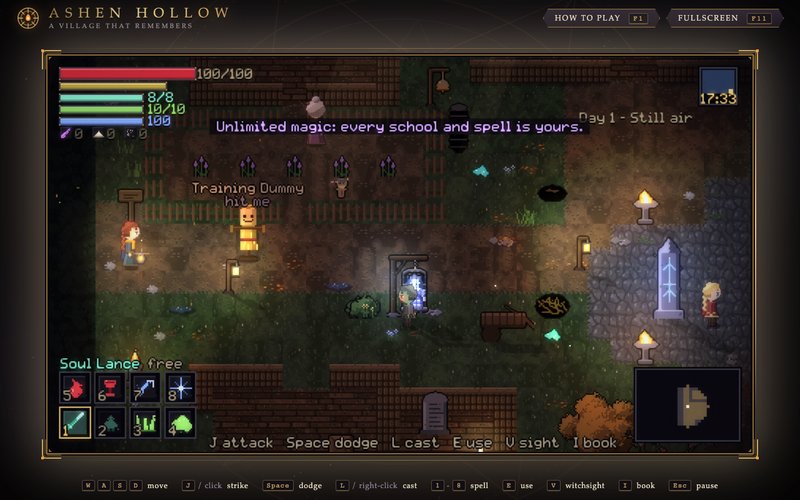 ASHEN HOLLOW
A VILLAGE THAT REMEMBERS
HOW TO PLAY F1
FULLSCREEN F11
100/100
8/8
10/10
100
0 0 0
17:33
Day 1 - Still air
Unlimited magic: every school and spell is yours.
Training Dummy
hit me
Soul Lance free
5 6 7 8
1 2 3 4
J attack Space dodge L cast E use V sight I book
W A S D move J / click strike Space dodge L / right-click cast 1 - 8 spell E use V witchsight I book Esc pause